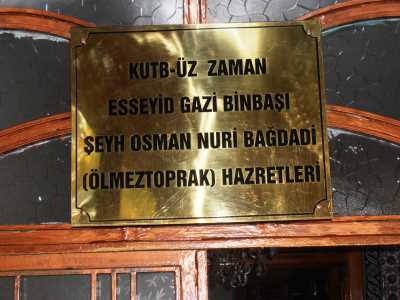 KUTB-ÜZ ZAMAN
ESSEYİD GAZİ BİNBAŞI
ŞEYH OSMAN NURİ BAĞDADİ
(ÖLMEZTOPRAK) HAZRETLERİ